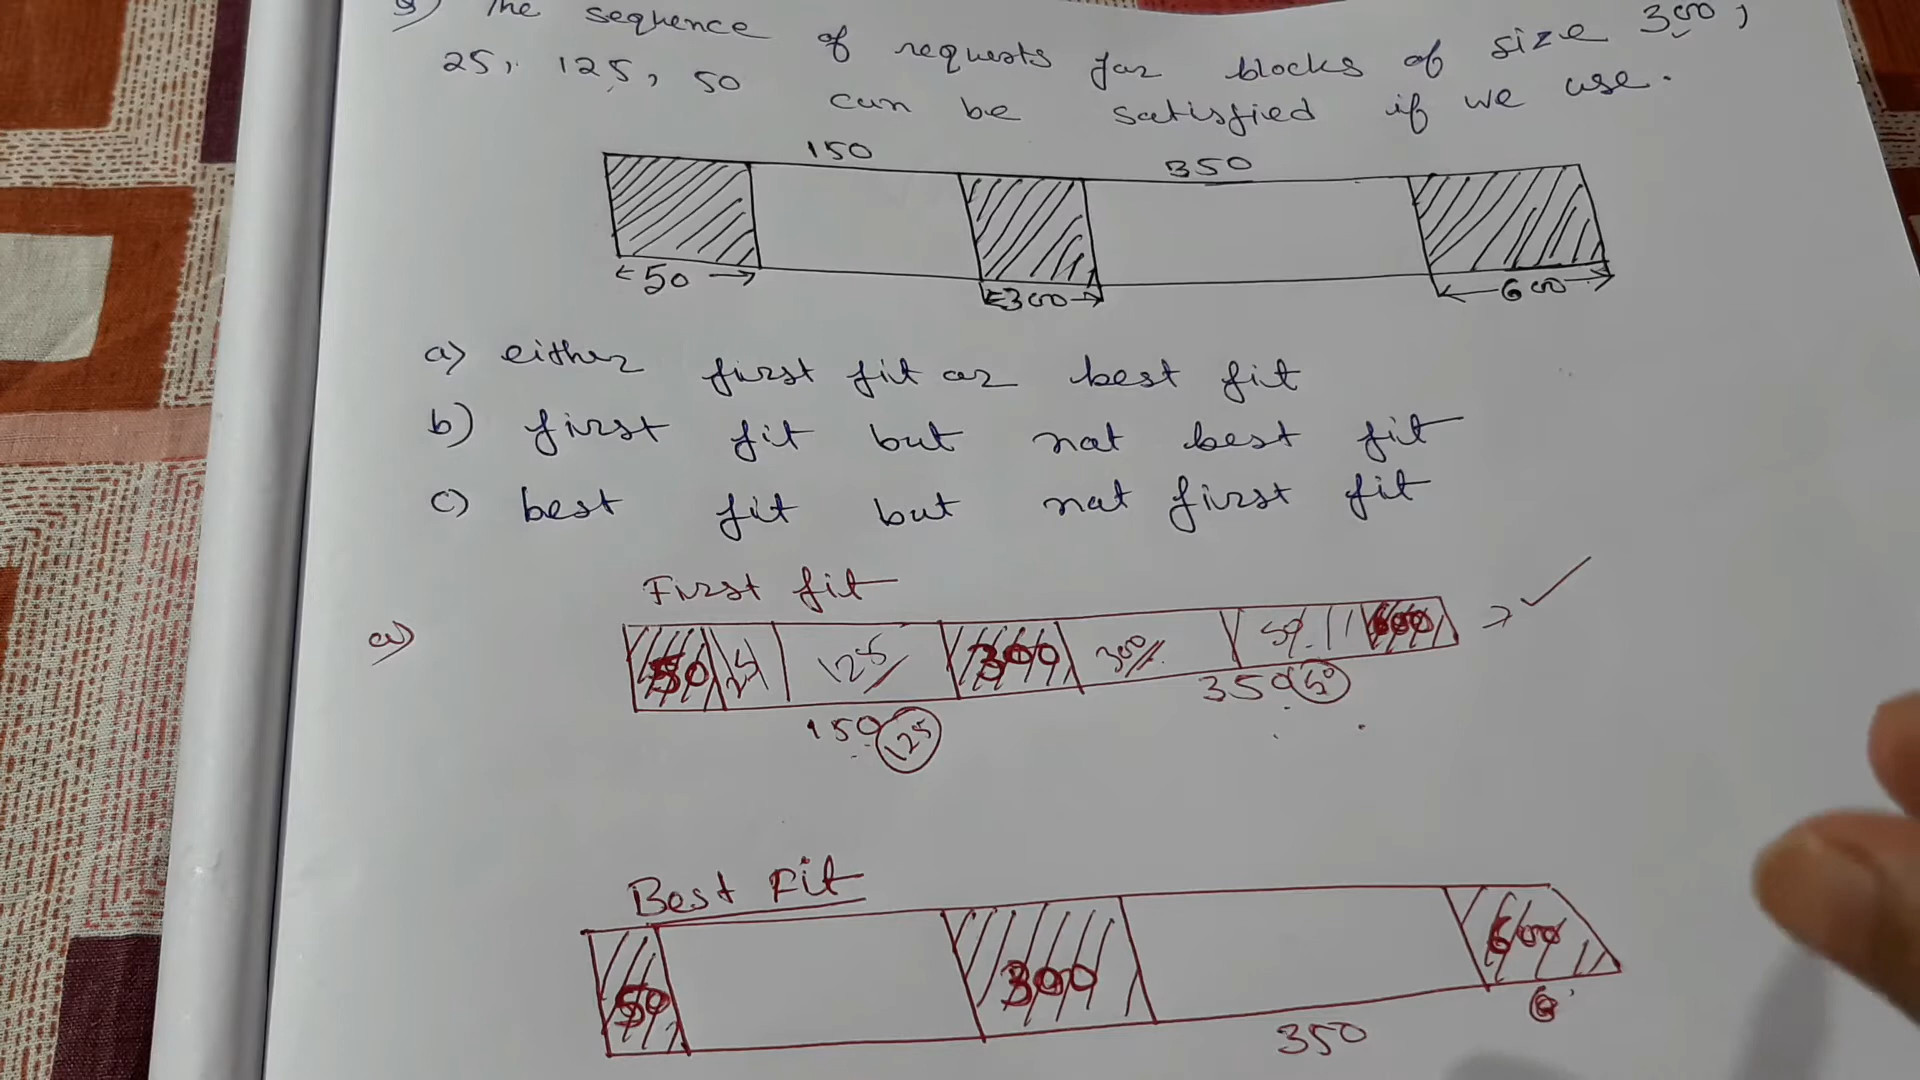 Q) The sequence of requests for blocks of size 300,
25, 125, 50 can be satisfied if we use.
150 350
50 300 600
a) either first fit or best fit
b) first fit but not best fit
c) best fit but not first fit
First fit
a)
50 25 125 300 300 50 600
150 125 350 50
Best Fit
50 300 600
350 6